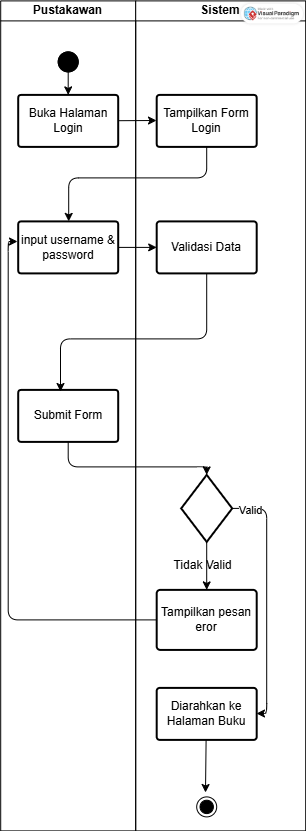 Pustakawan
Sistem
Visual Paradigm
Buka Halaman
Login
Tampilkan Form
Login
input username &
password
Validasi Data
Submit Form
Valid
Tidak Valid
Tampilkan pesan
eror
Diarahkan ke
Halaman Buku